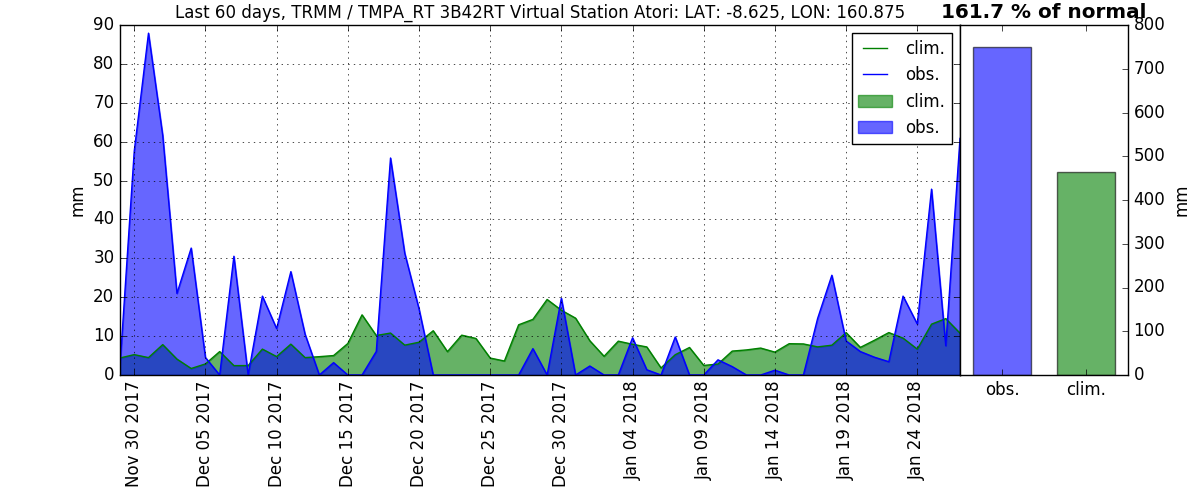 Last 60 days, TRMM / TMPA_RT 3B42RT Virtual Station Atori: LAT: -8.625, LON: 160.875
161.7 % of normal
90
80
70
60
50
40
30
20
10
0
mm
clim.
obs.
clim.
obs.
800
700
600
500
400
300
200
100
0
mm
Nov 30 2017
Dec 05 2017
Dec 10 2017
Dec 15 2017
Dec 20 2017
Dec 25 2017
Dec 30 2017
Jan 04 2018
Jan 09 2018
Jan 14 2018
Jan 19 2018
Jan 24 2018
obs.
clim.